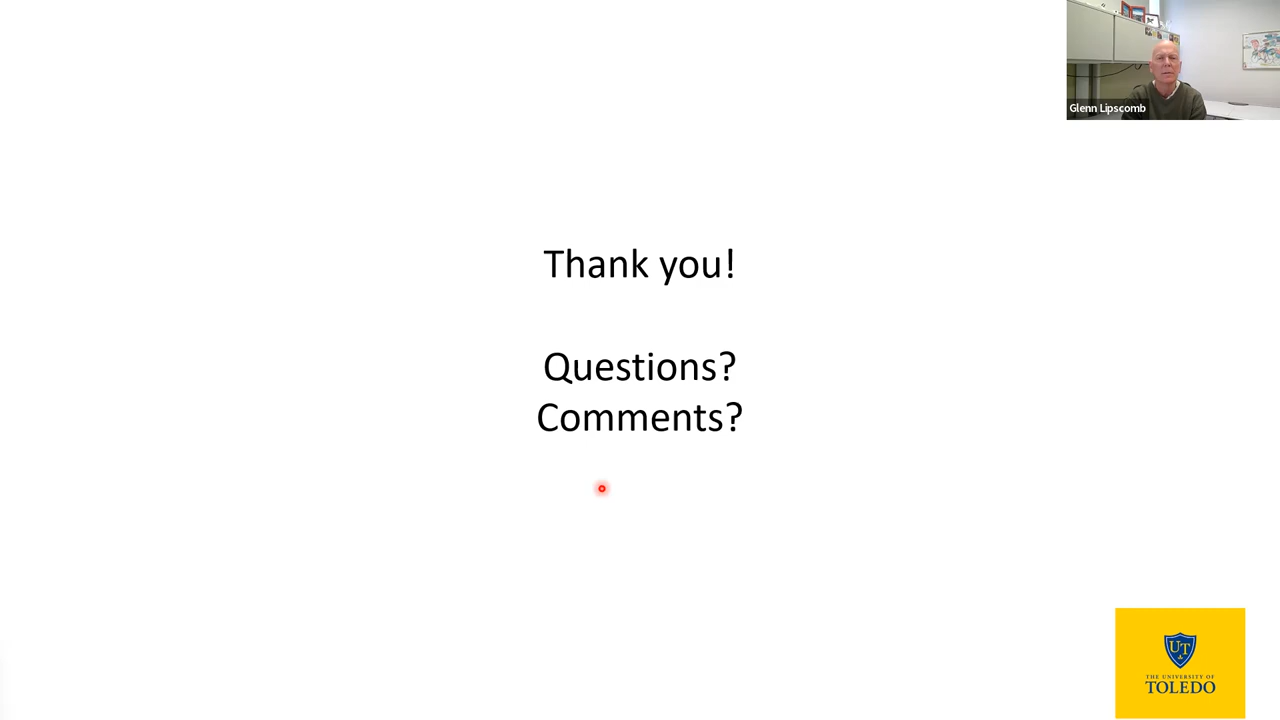 Glenn Lipscomb
Thank you!
Questions?
Comments?
UT
THE UNIVERSITY OF
TOLEDO